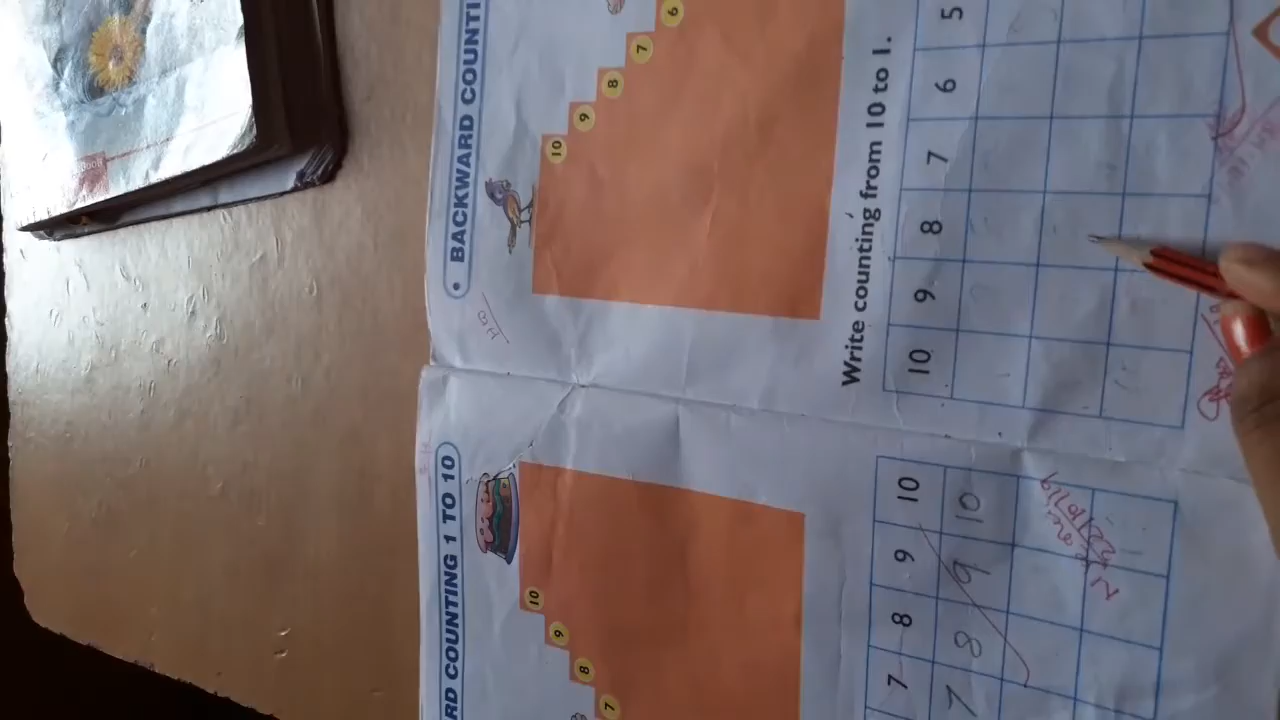 RD COUNTING 1 TO 10
10
9
8
7
7 8 9 10
7 8 9 10
• BACKWARD COUNTI
10
9
8
7
6
Write counting from 10 to 1.
10 9 8 7 6 5